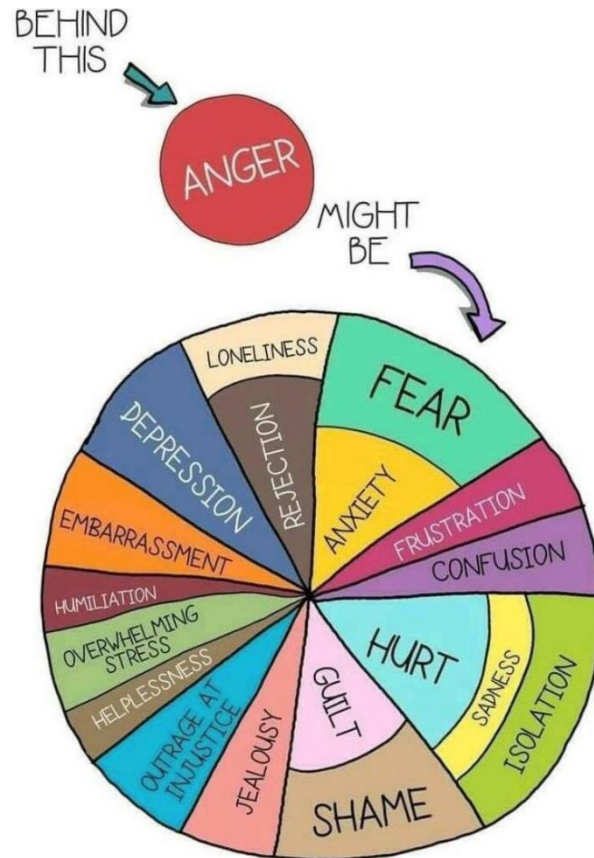 BEHIND
THIS
ANGER
MIGHT
BE
LONELINESS
REJECTION
FEAR
ANXIETY
FRUSTRATION
CONFUSION
HURT
SADNESS
ISOLATION
GUILT
SHAME
JEALOUSY
OUTRAGE AT
INJUSTICE
HELPLESSNESS
OVERWHELMING
STRESS
HUMILIATION
EMBARRASSMENT
DEPRESSION